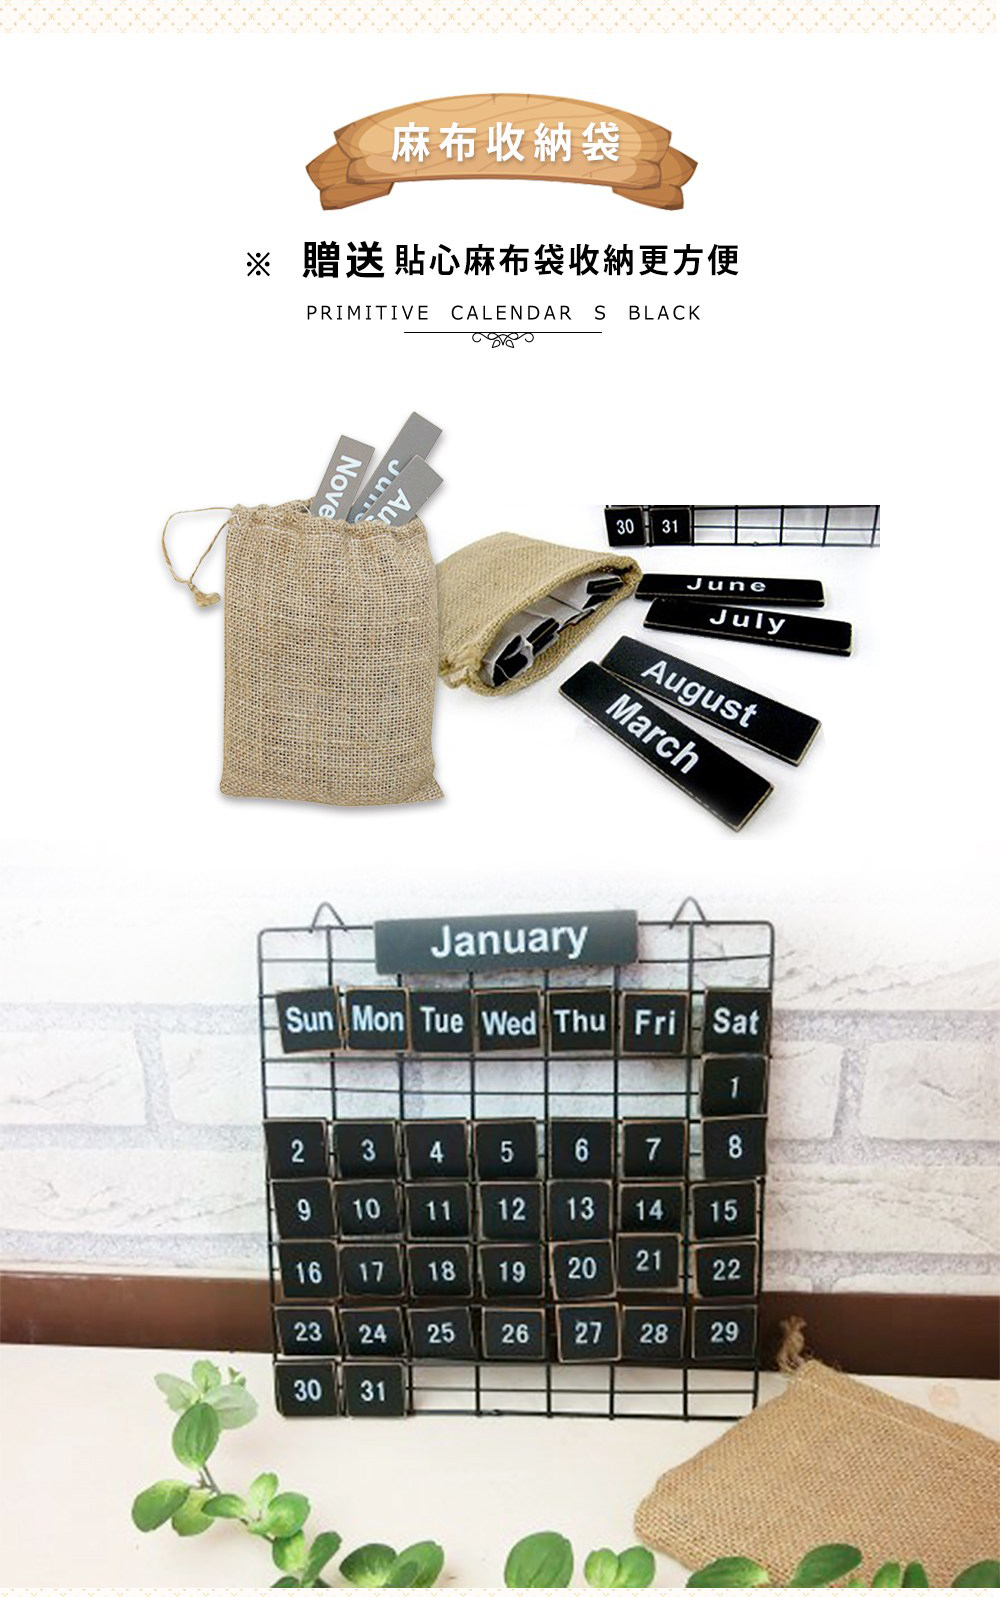 麻布收納袋
※ 贈送 貼心麻布袋收納更方便
PRIMITIVE CALENDAR S BLACK
Nove
Aug
30 31
June
July
August
March
January
Sun Mon Tue Wed Thu Fri Sat
1
2 3 4 5 6 7 8
9 10 11 12 13 14 15
16 17 18 19 20 21 22
23 24 25 26 27 28 29
30 31